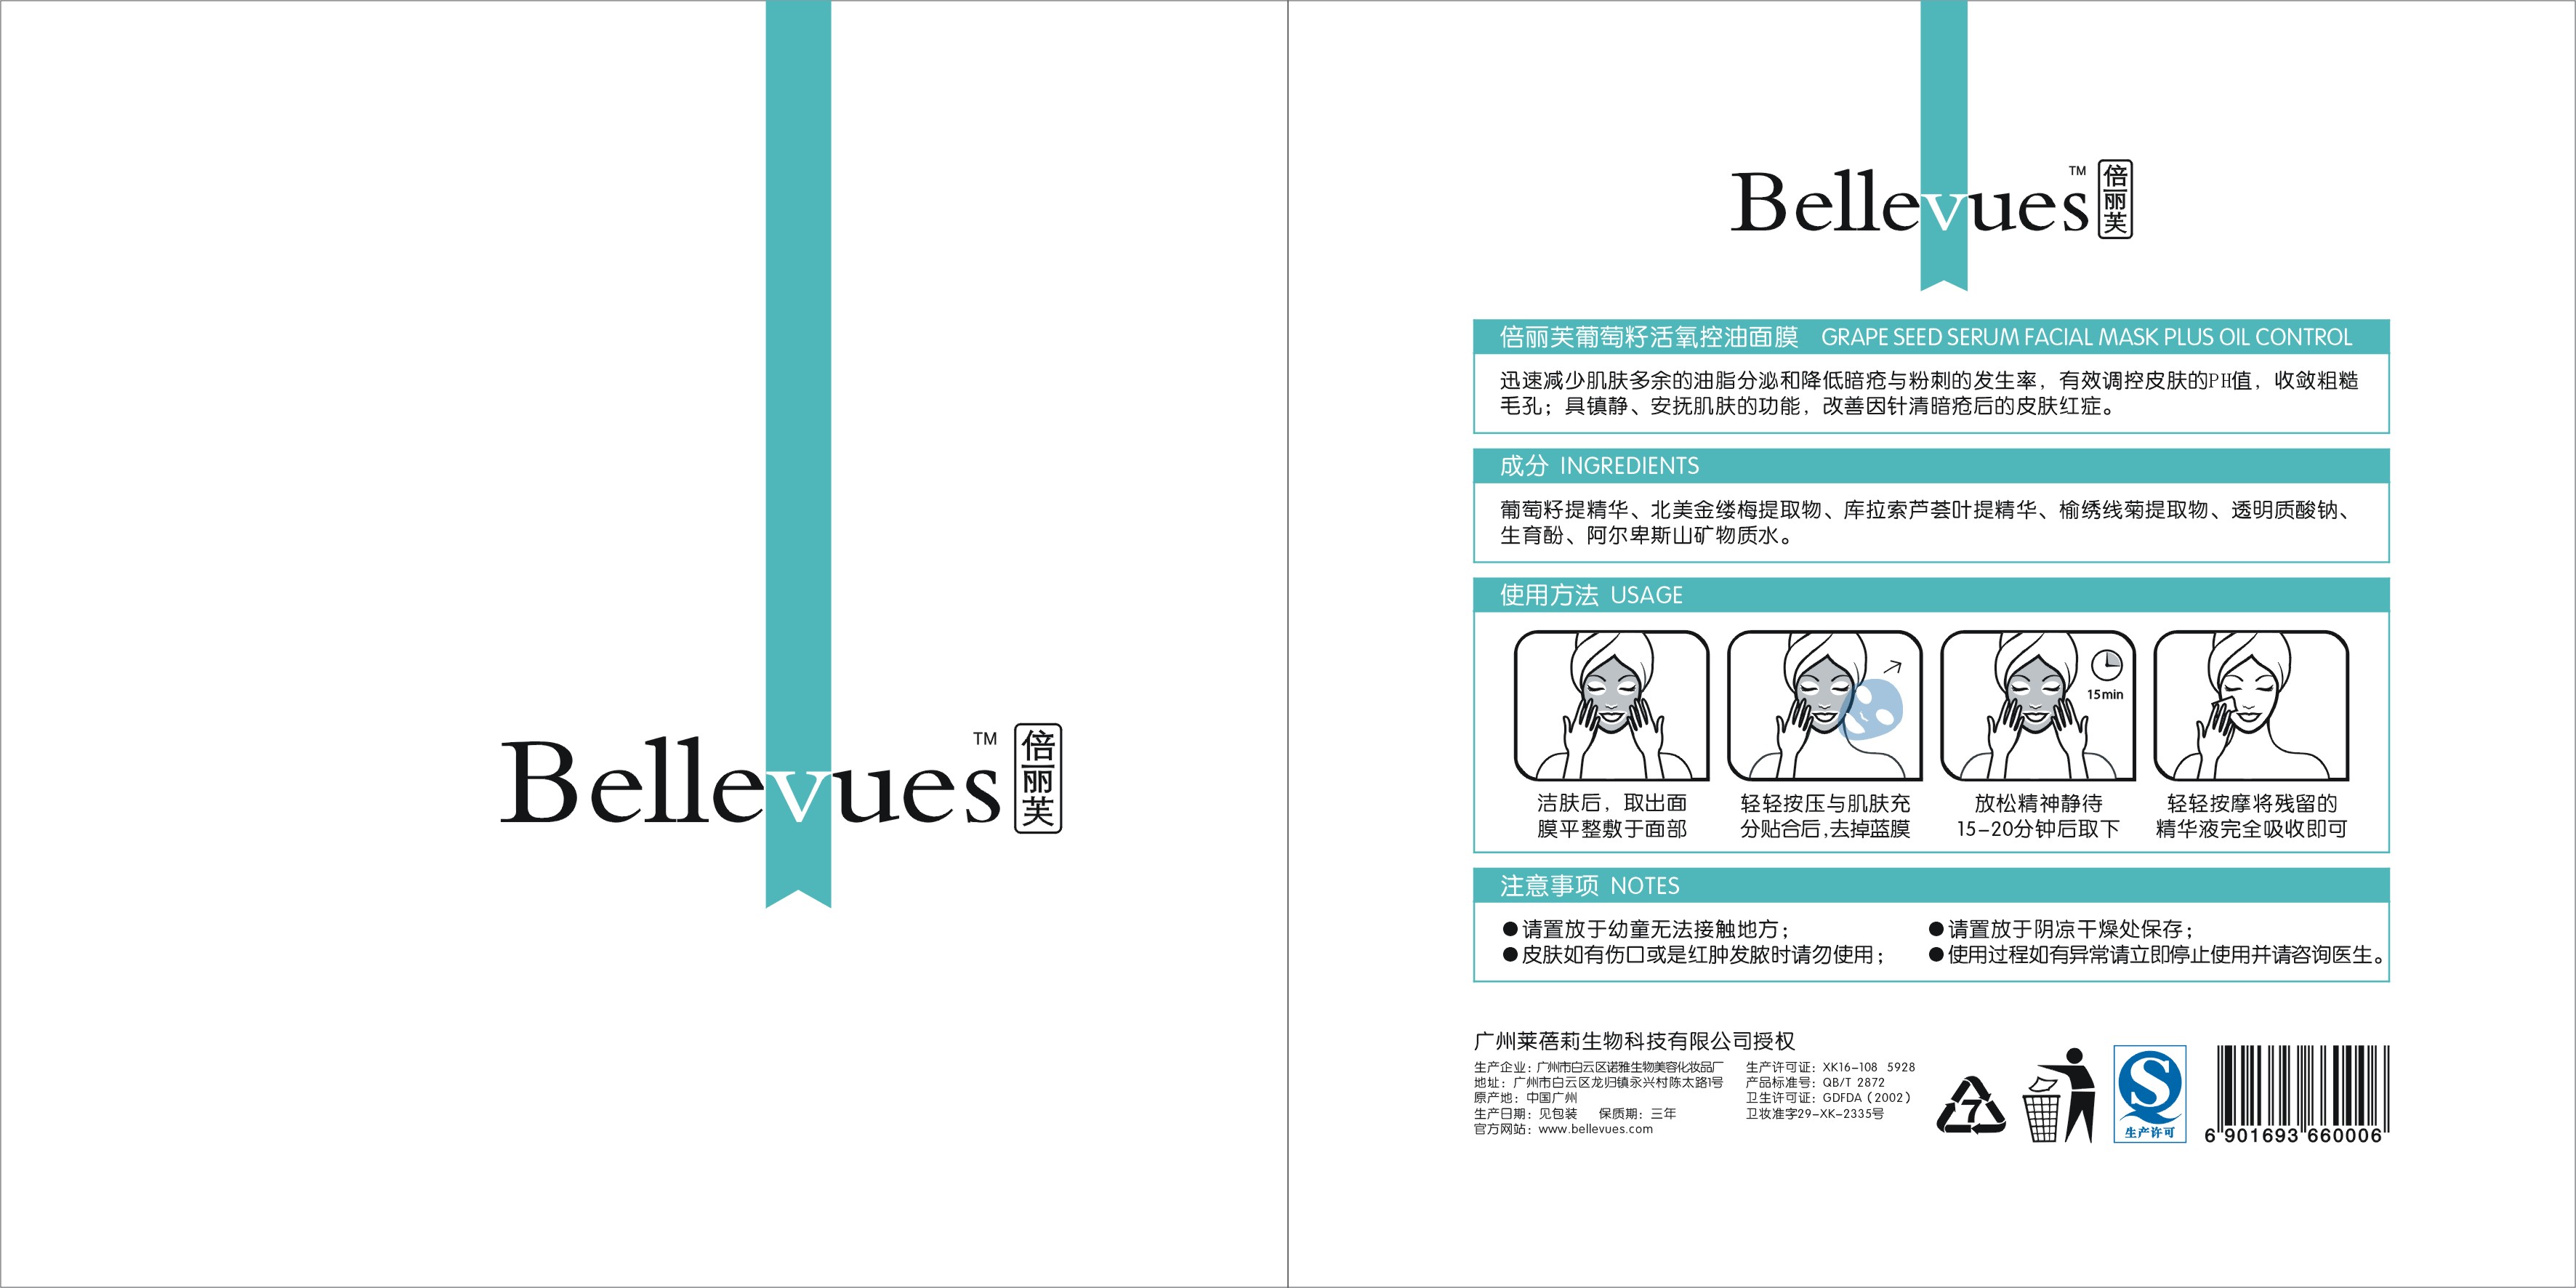 Bellevues™ 倍丽芙
Bellevues™ 倍丽芙
倍丽芙葡萄籽活氧控油面膜 GRAPE SEED SERUM FACIAL MASK PLUS OIL CONTROL
迅速减少肌肤多余的油脂分泌和降低暗疮与粉刺的发生率，有效调控皮肤的PH值，收敛粗糙
毛孔；具镇静、安抚肌肤的功能，改善因针清暗疮后的皮肤红症。
成分 INGREDIENTS
葡萄籽提精华、北美金缕梅提取物、库拉索芦荟叶提精华、榆绣线菊提取物、透明质酸钠、
生育酚、阿尔卑斯山矿物质水。
使用方法 USAGE
15min
洁肤后，取出面
膜平整敷于面部
轻轻按压与肌肤充
分贴合后,去掉蓝膜
放松精神静待
15-20分钟后取下
轻轻按摩将残留的
精华液完全吸收即可
注意事项 NOTES
●请置放于幼童无法接触地方；
●皮肤如有伤口或是红肿发脓时请勿使用；
●请置放于阴凉干燥处保存；
●使用过程如有异常请立即停止使用并请咨询医生。
广州莱蓓莉生物科技有限公司授权
生产企业：广州市白云区诺雅生物美容化妆品厂
地址：广州市白云区龙归镇永兴村陈太路1号
原产地：中国广州
生产日期：见包装 保质期：三年
官方网站：www.bellevues.com
生产许可证：XK16-108 5928
产品标准号：QB/T 2872
卫生许可证：GDFDA（2002）
卫妆准字29-XK-2335号
7
生产许可
6 901693 660006